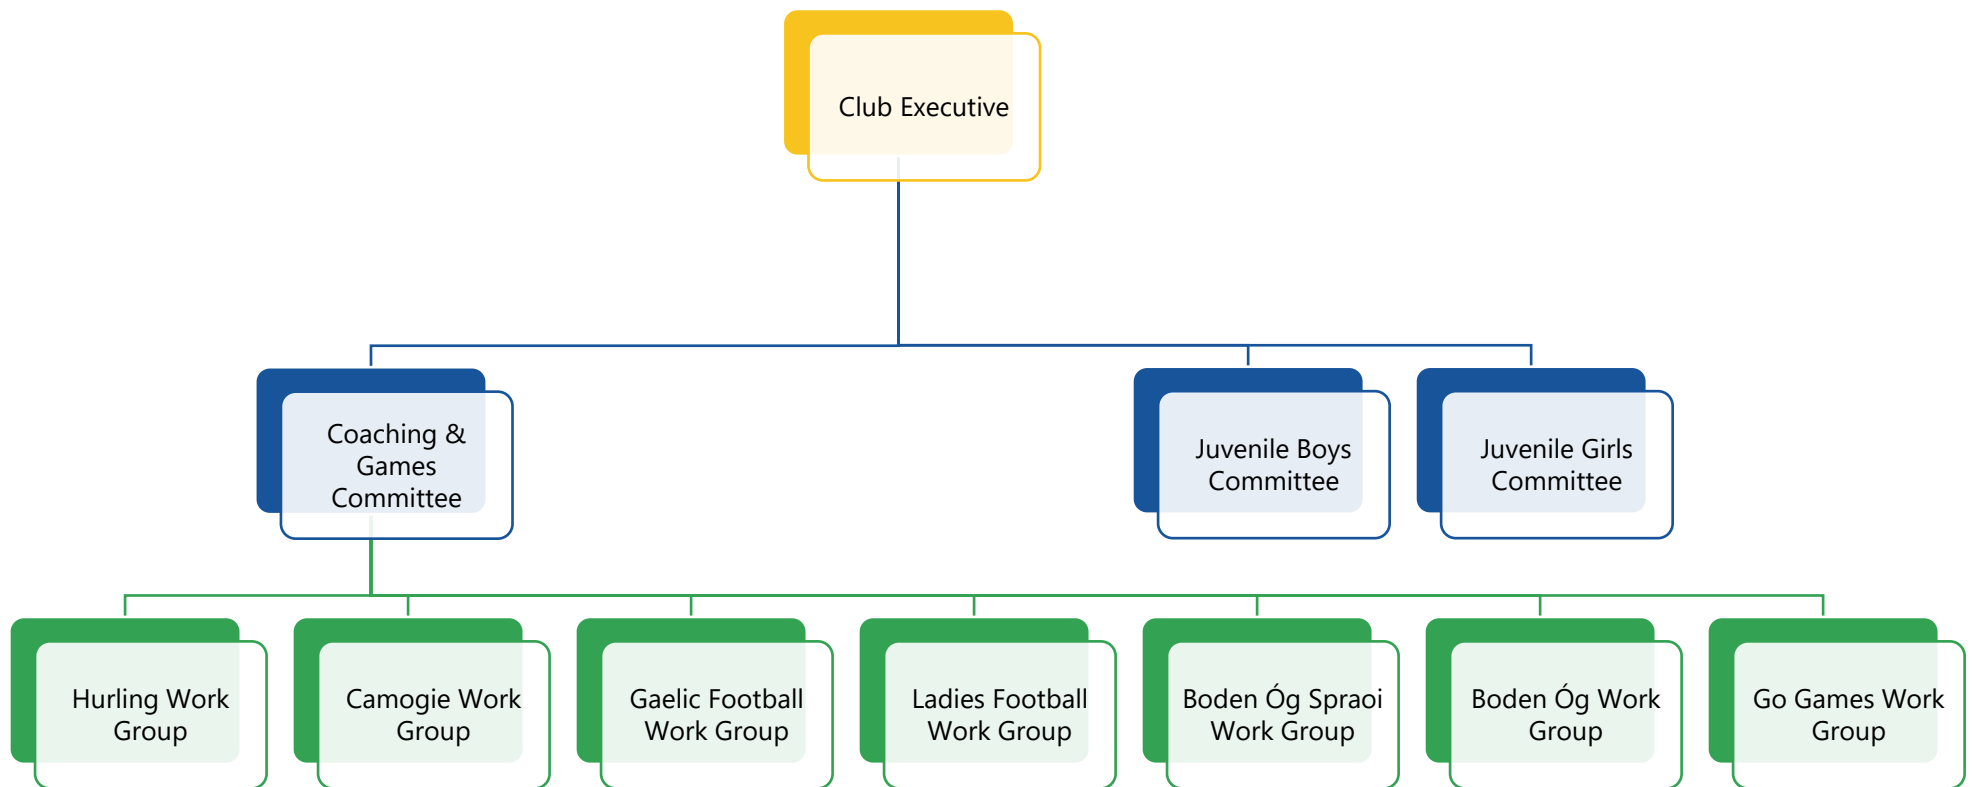 Club Executive
Coaching &
Games
Committee
Juvenile Boys
Committee
Juvenile Girls
Committee
Hurling Work
Group
Camogie Work
Group
Gaelic Football
Work Group
Ladies Football
Work Group
Boden Óg Spraoi
Work Group
Boden Óg Work
Group
Go Games Work
Group